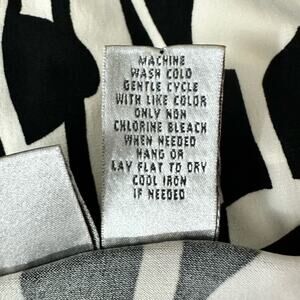 MACHINE
WASH COLD
GENTLE CYCLE
WITH LIKE COLOR
ONLY NON
CHLORINE BLEACH
WHEN NEEDED
HANG OR
LAY FLAT TO DRY
COOL IRON
IF NEEDED